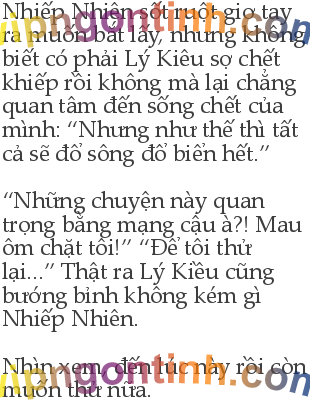 Nhiếp Nhiên sốt một giơ tay
ra muốn bắt lấy, nhưng không
biết có phải Lý Kiêu sợ chết
khiếp rồi không mà lại chẳng
quan tâm đến sống chết của
mình: “Nhưng như thế thì tất
cả sẽ đổ sông đổ biển hết.”
“Những chuyện này quan
trọng bằng mạng cậu à?! Mau
ôm chặt tôi!” “Để tôi thử
lại...” Thật ra Lý Kiều cũng
bướng bỉnh không kém gì
Nhiếp Nhiên.
Nhìn xem, đến lúc này rồi còn
muốn thử nữa.
vipngontinh.com
vipngontinh.com